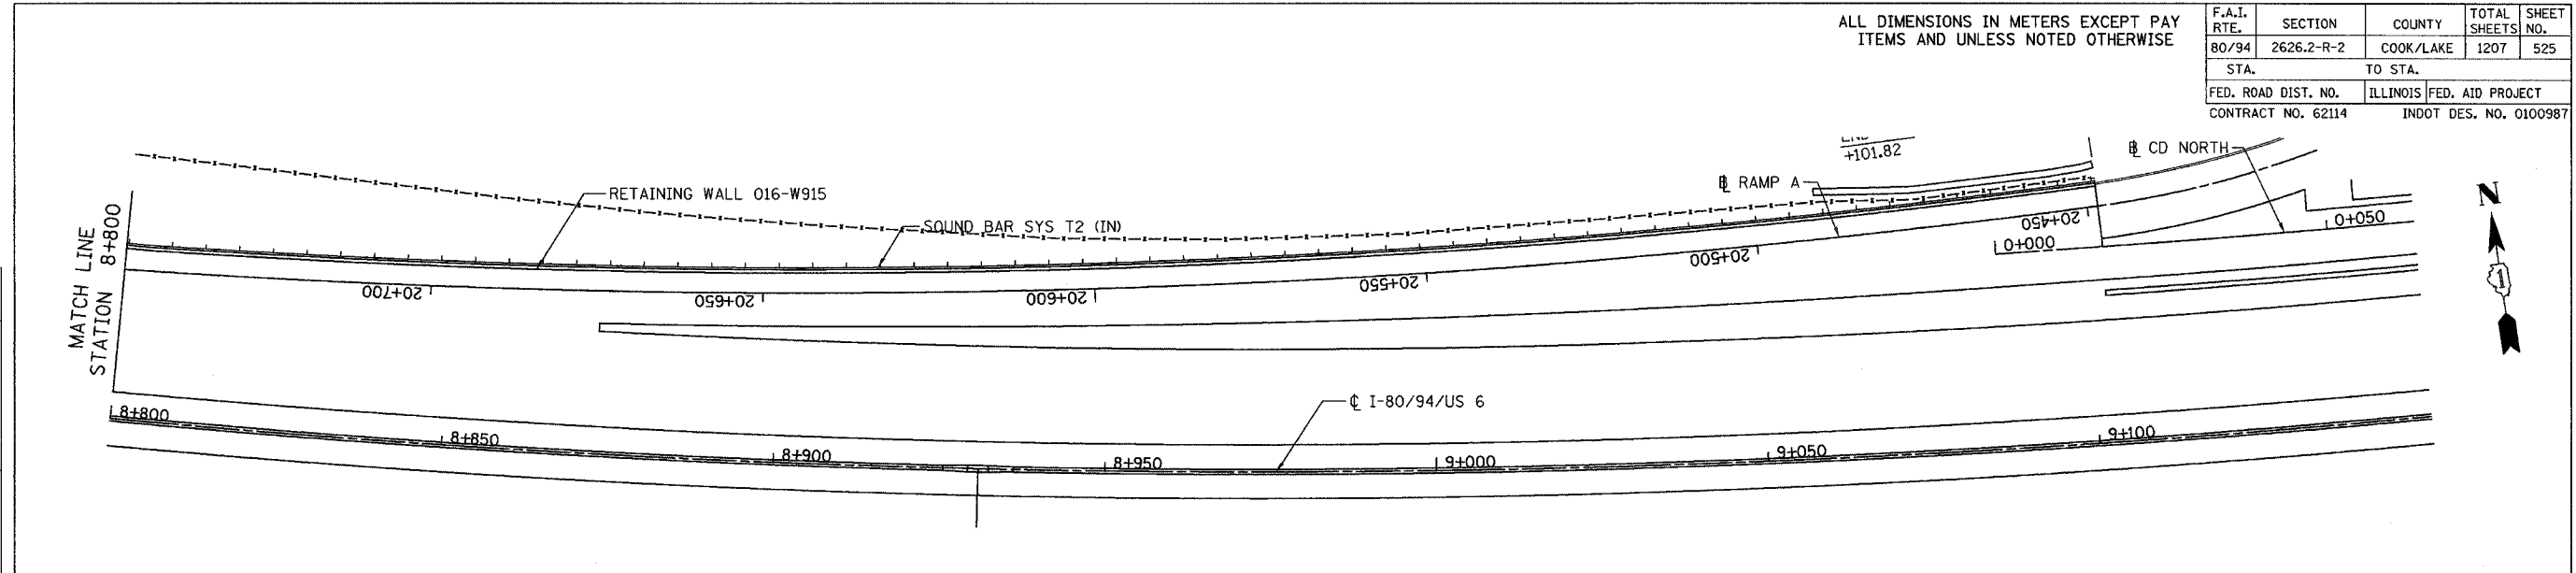 ALL DIMENSIONS IN METERS EXCEPT PAY
ITEMS AND UNLESS NOTED OTHERWISE
F.A.I. RTE. SECTION COUNTY TOTAL SHEETS SHEET NO.
80/94 2626.2-R-2 COOK/LAKE 1207 525
STA. TO STA.
FED. ROAD DIST. NO. ILLINOIS FED. AID PROJECT
CONTRACT NO. 62114 INDOT DES. NO. 0100987
+101.82
℄ CD NORTH
℄ RAMP A
RETAINING WALL 016-W915
SOUND BAR SYS T2 (IN)
N
1
MATCH LINE
STATION 8+800
20+700
20+650
20+600
20+550
20+500
20+450
0+000
0+050
℄ I-80/94/US 6
8+800
8+850
8+900
8+950
9+000
9+050
9+100